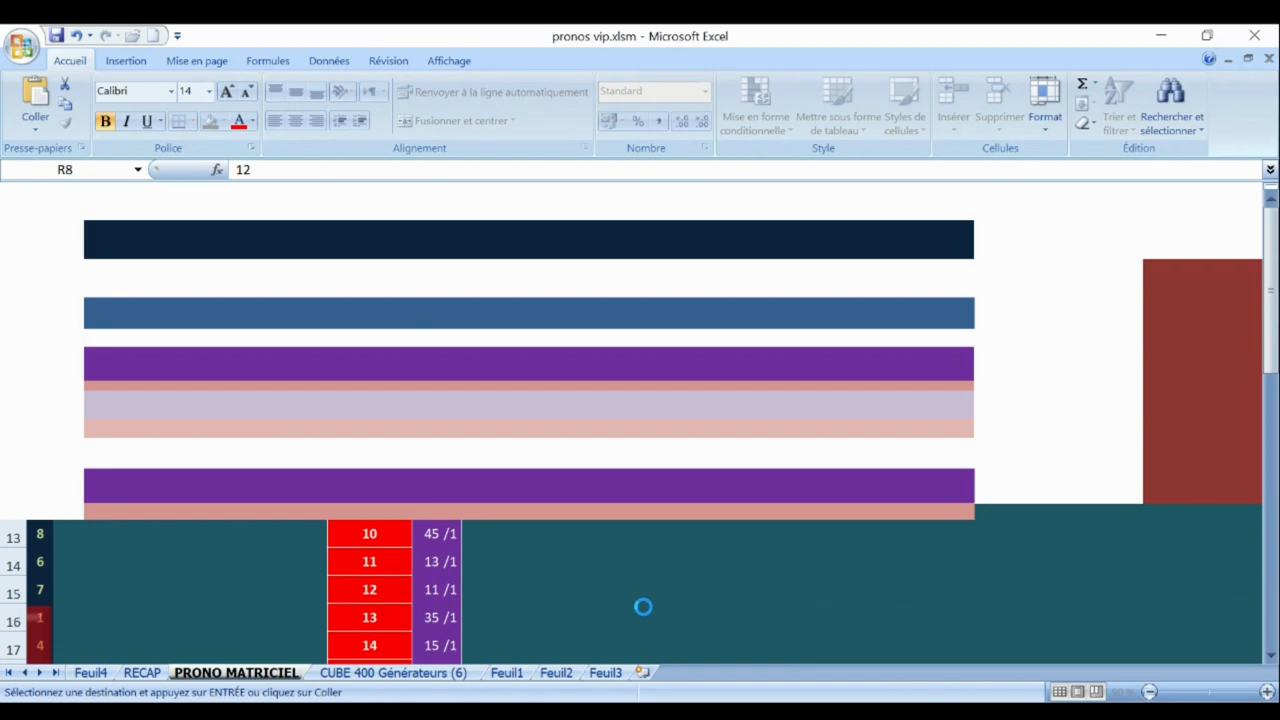 pronos vip.xlsm - Microsoft Excel
Accueil Insertion Mise en page Formules Données Révision Affichage
Coller
Presse-papiers
Calibri 14
B I U A
Police
Renvoyer à la ligne automatiquement
Fusionner et centrer
Alignement
Standard
%
Nombre
Mise en forme conditionnelle
Mettre sous forme de tableau
Styles de cellules
Style
Insérer Supprimer Format
Cellules
Σ
Trier et filtrer
Rechercher et sélectionner
Édition
R8 fx 12
13 8 10 45 /1
14 6 11 13 /1
15 7 12 11 /1
16 1 13 35 /1
17 4 14 15 /1
Feuil4 RECAP PRONO MATRICIEL CUBE 400 Générateurs (6) Feuil1 Feuil2 Feuil3
Sélectionnez une destination et appuyez sur ENTRÉE ou cliquez sur Coller